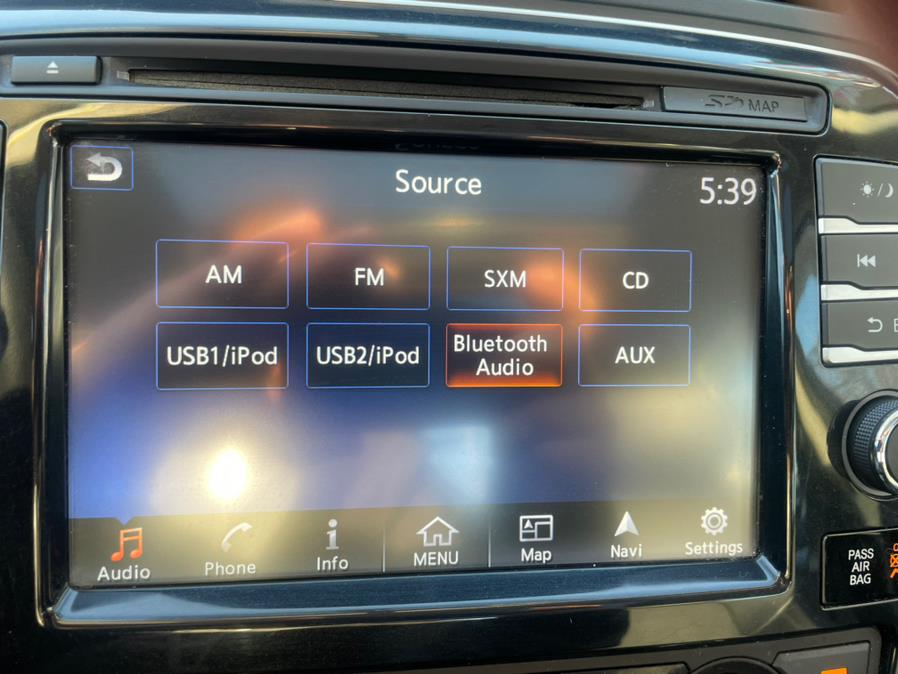 MAP
Source
5:39
AM
FM
SXM
CD
USB1/iPod
USB2/iPod
Bluetooth
Audio
AUX
Audio
Phone
Info
MENU
Map
Navi
Settings
PASS
AIR
BAG